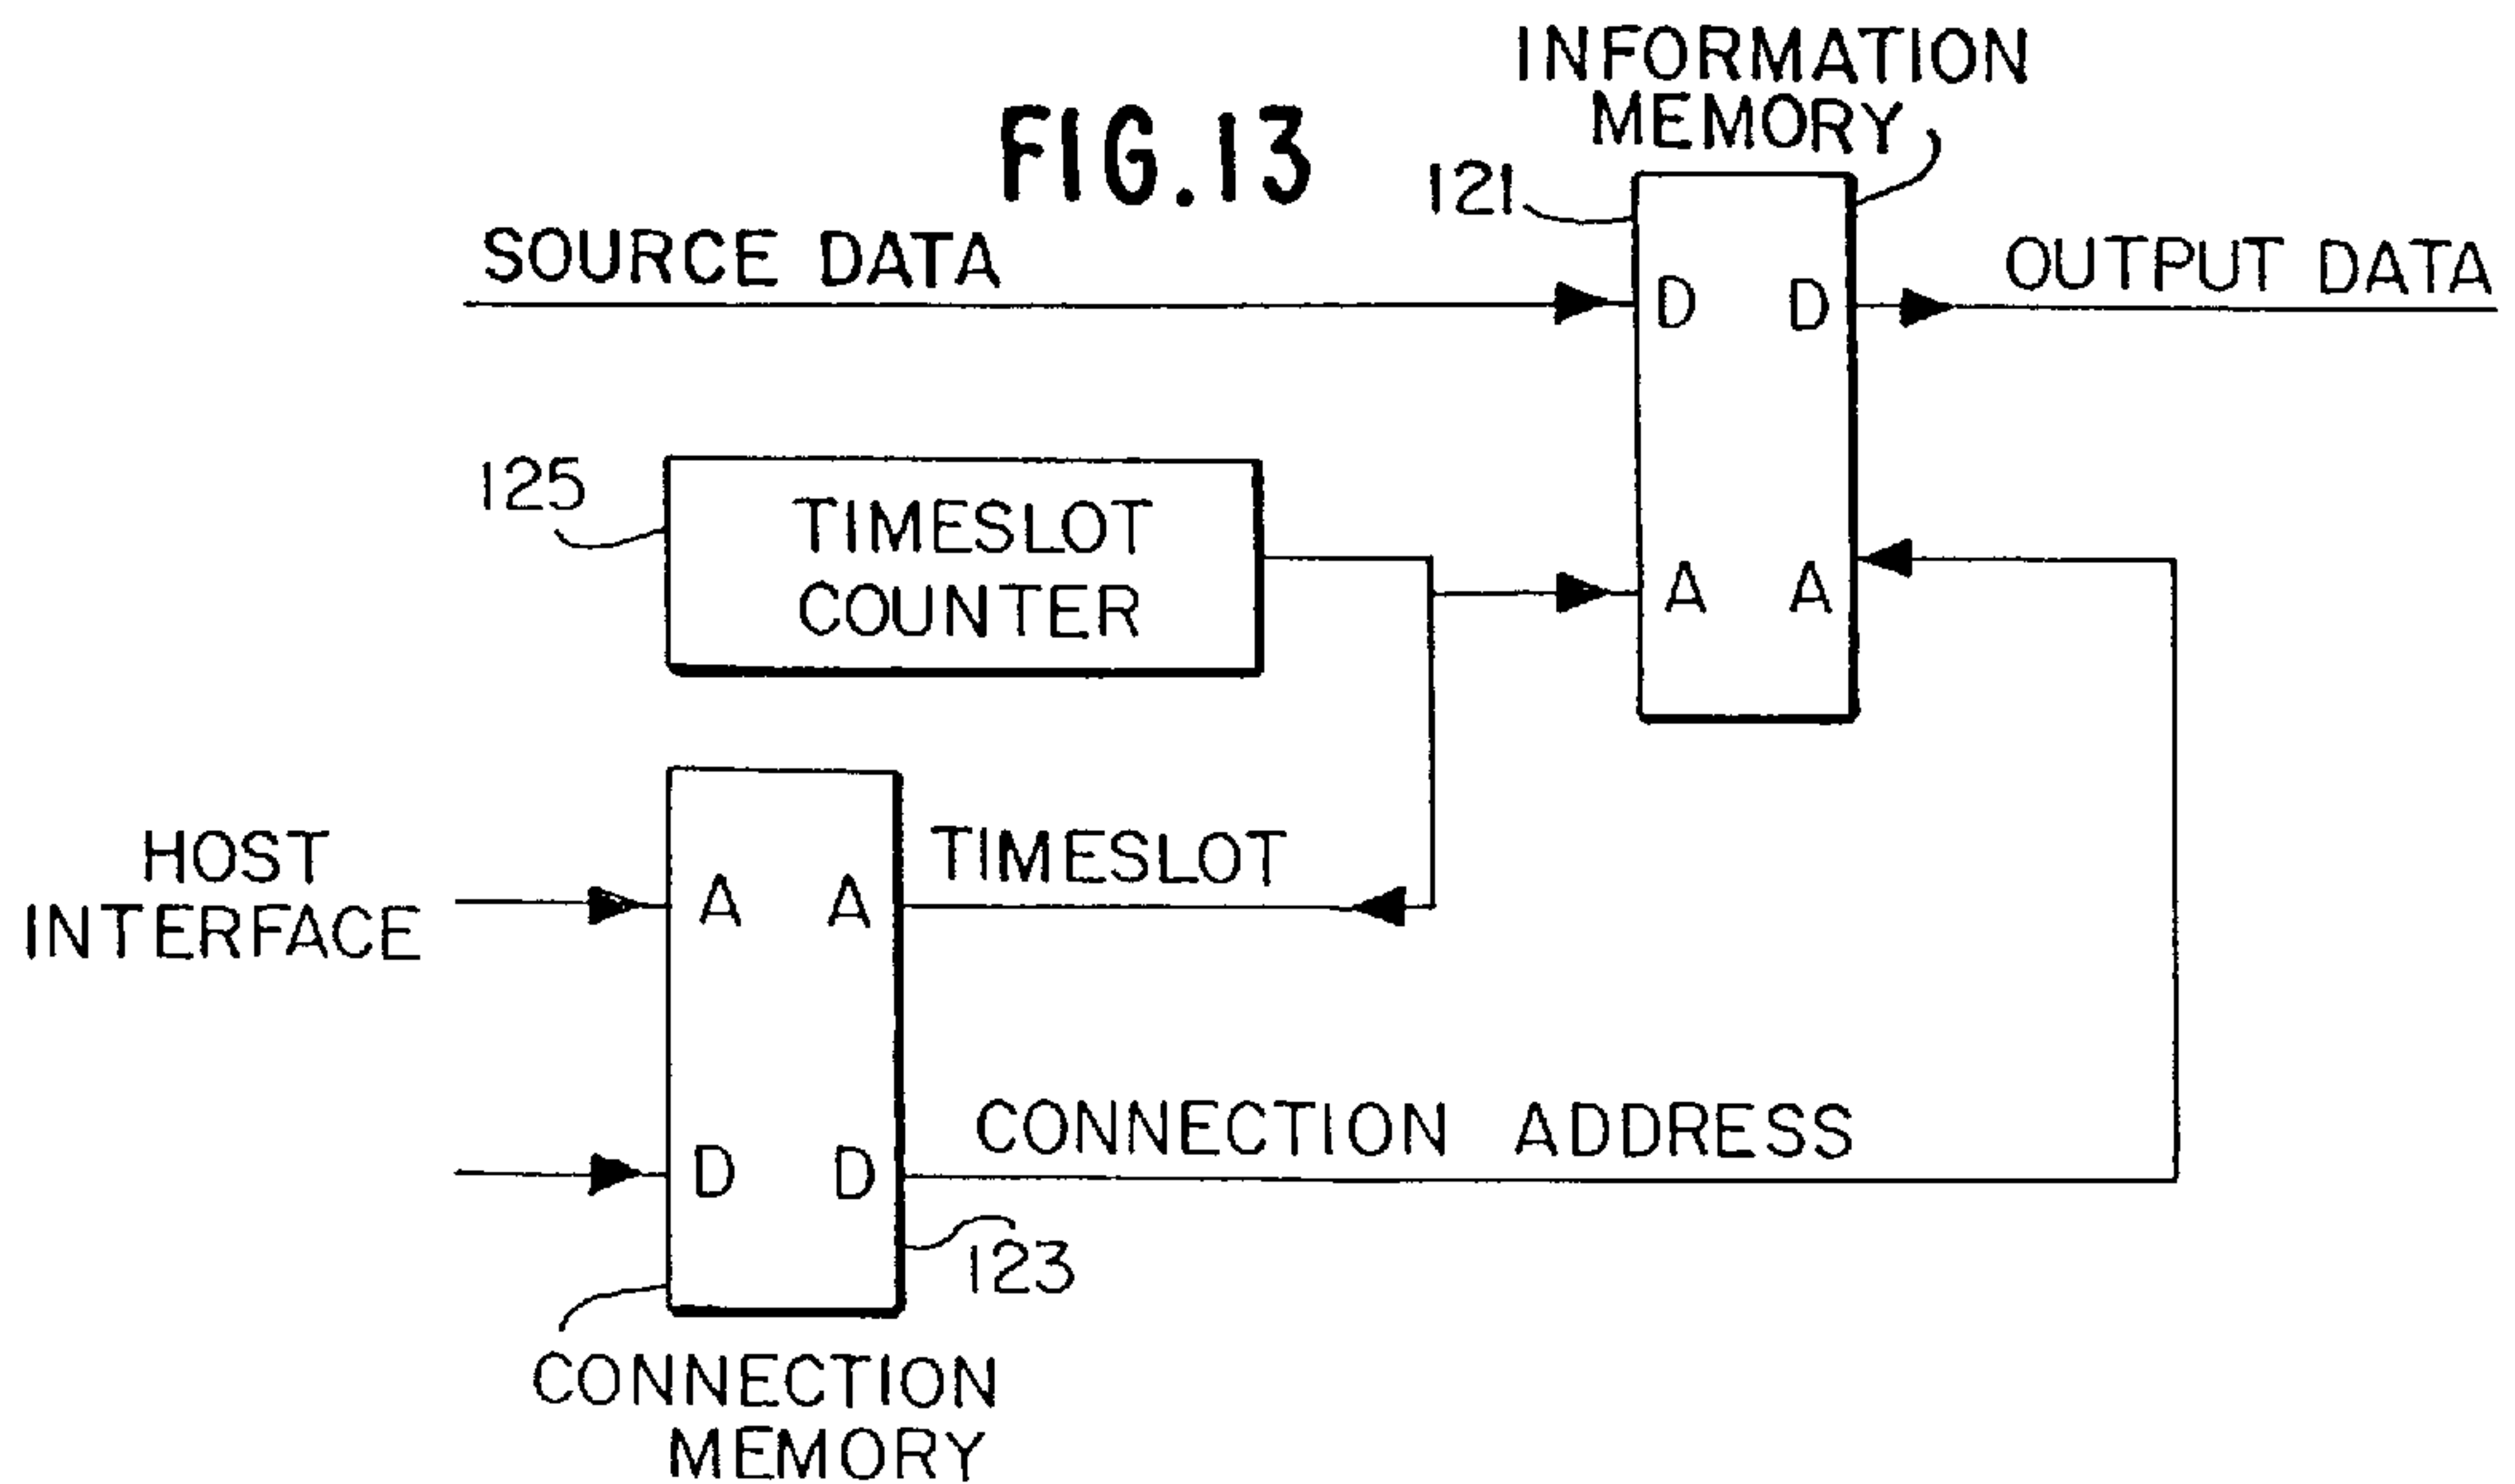 FIG.13
INFORMATION
MEMORY
121
SOURCE DATA
D D
OUTPUT DATA
125
TIMESLOT
COUNTER
A A
HOST
INTERFACE
A A
TIMESLOT
D D
CONNECTION ADDRESS
123
CONNECTION
MEMORY